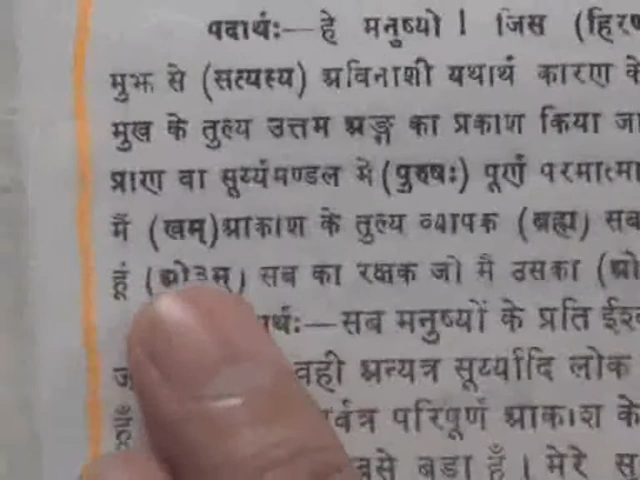 पदार्थः—हे मनुष्यो ! जिस (हिरण
मुझ से (सत्यस्य) अविनाशी यथार्थ कारण के
मुख के तुल्य उत्तम अङ्ग का प्रकाश किया जा
प्राण वा सूर्य्यमण्डल में (पुरुषः) पूर्ण परमात्मा
मैं (खम्) आकाश के तुल्य व्यापक (ब्रह्म) सब
हूं (ओ३म्) सब का रक्षक जो मैं उसका (ओ
र्थः—सब मनुष्यों के प्रति ईश्व
वही अन्यत्र सूर्य्यादि लोक
र्वत्र परिपूर्ण आकाश के
बड़ा हूँ । मेरे सु